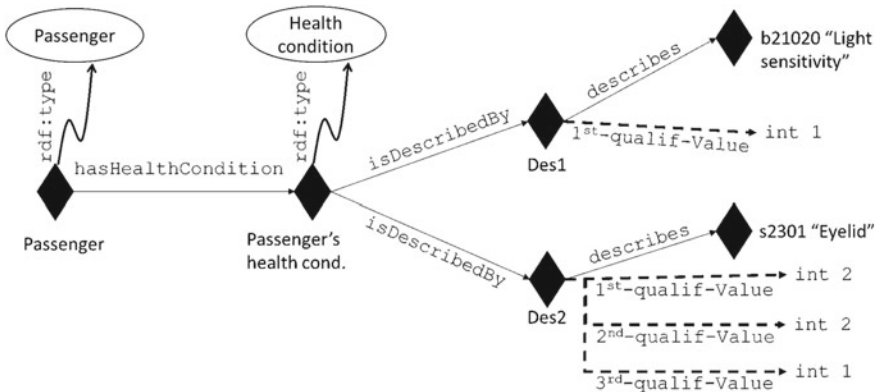 Passenger
Health
condition
rdf:type
rdf:type
hasHealthCondition
Passenger
Passenger's
health cond.
isDescribedBy
isDescribedBy
Des1
describes
b21020 "Light
sensitivity"
1st-qualif-Value
int 1
Des2
describes
s2301 "Eyelid"
1st-qualif-Value
int 2
2nd-qualif-Value
int 2
3rd-qualif-Value
int 1